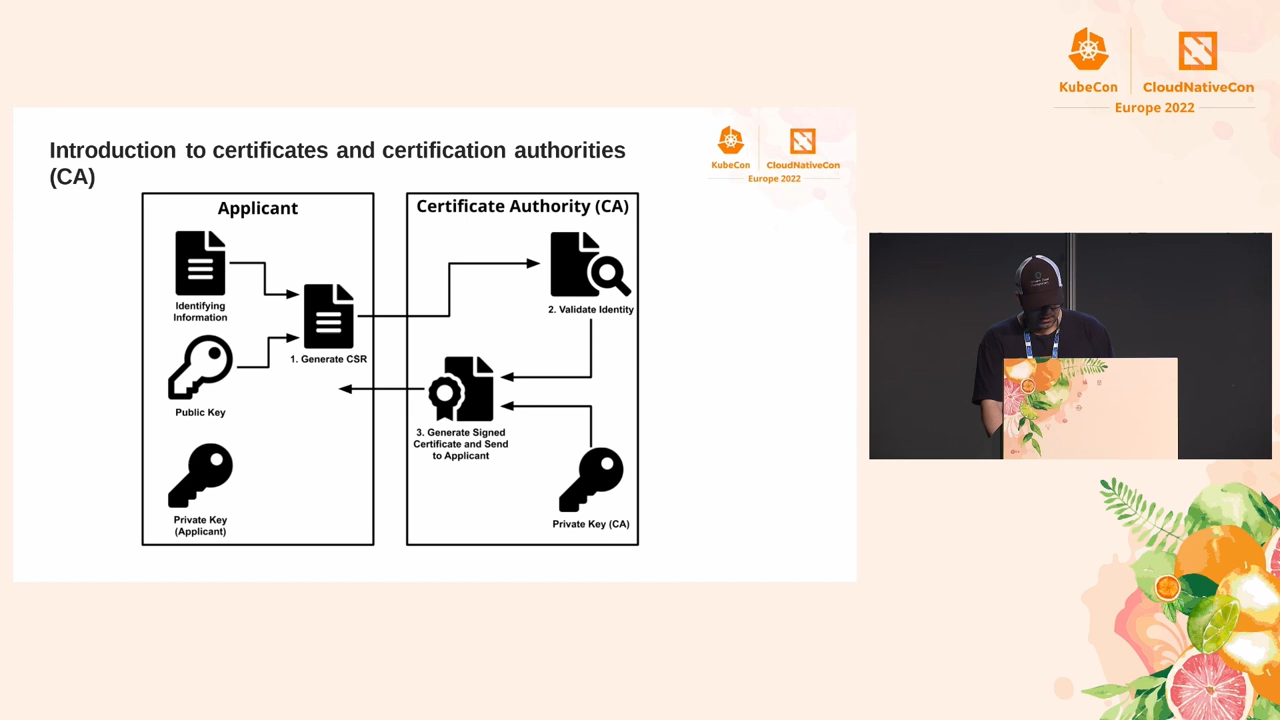 KubeCon
CloudNativeCon
Europe 2022
Introduction to certificates and certification authorities
(CA)
KubeCon
CloudNativeCon
Europe 2022
Applicant
Identifying
Information
1. Generate CSR
Public Key
Private Key
(Applicant)
Certificate Authority (CA)
2. Validate Identity
3. Generate Signed
Certificate and Send
to Applicant
Private Key (CA)